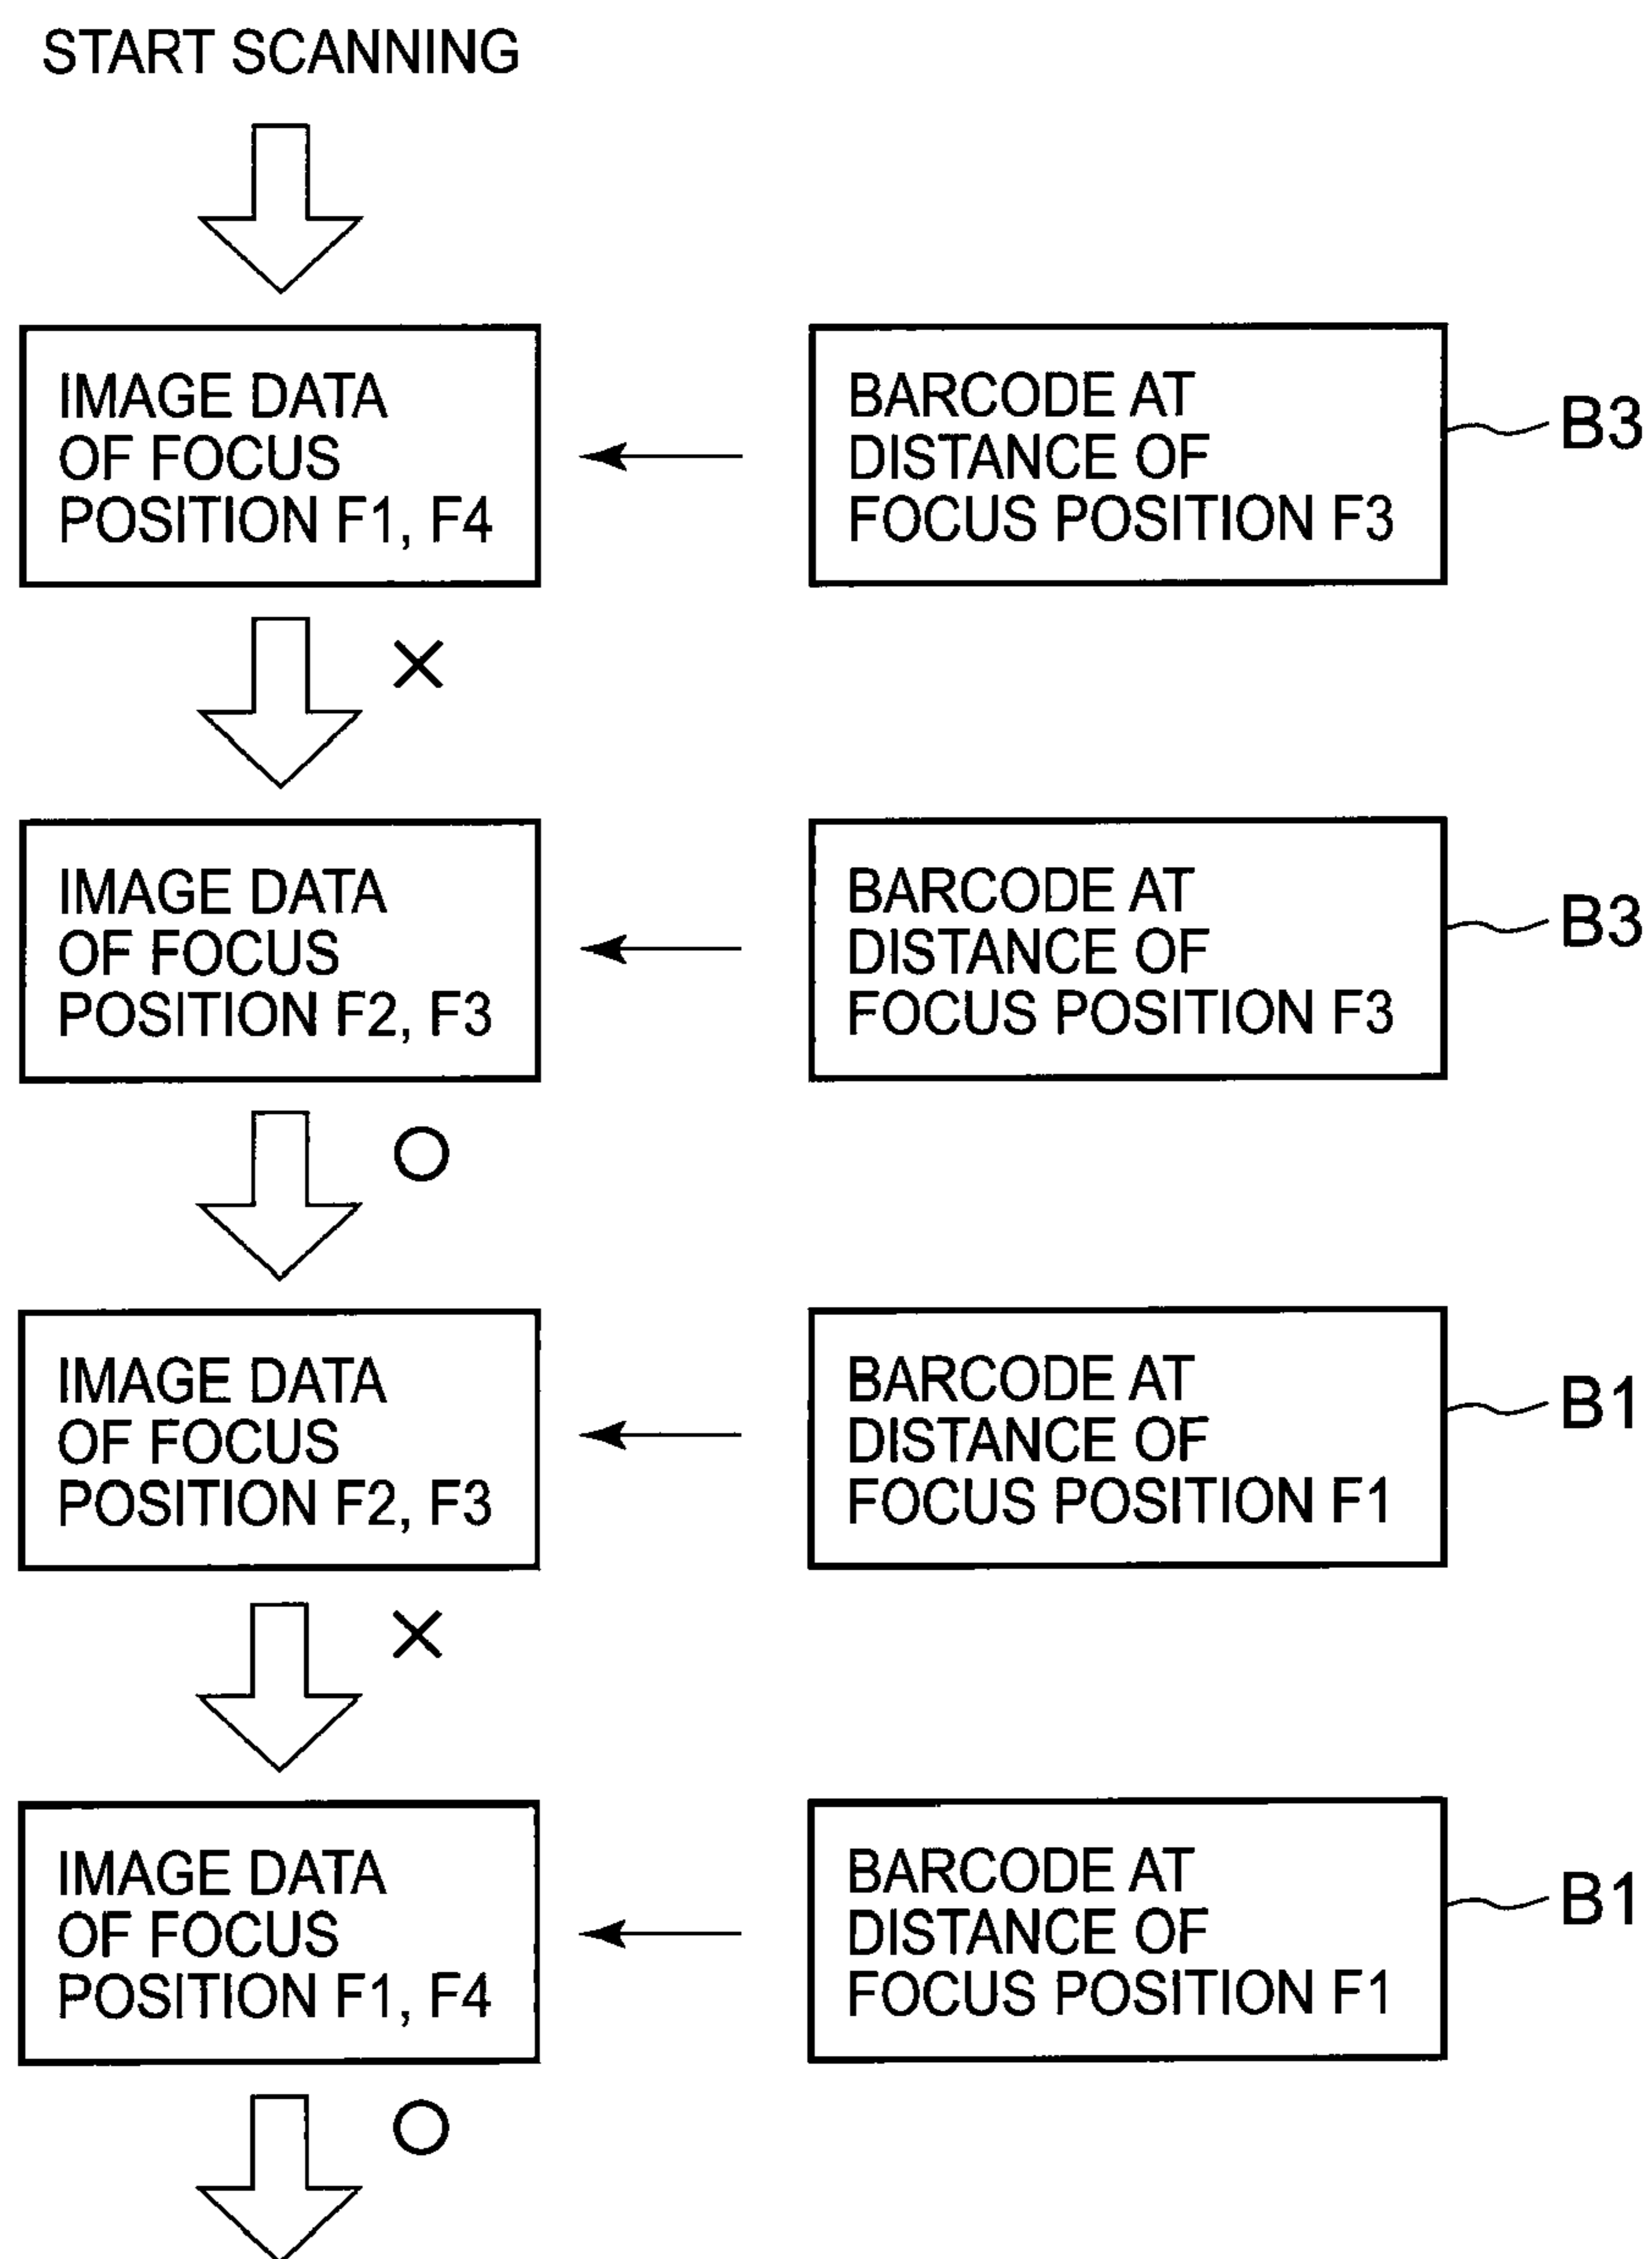 START SCANNING
IMAGE DATA
OF FOCUS
POSITION F1, F4
BARCODE AT
DISTANCE OF
FOCUS POSITION F3
B3
×
IMAGE DATA
OF FOCUS
POSITION F2, F3
BARCODE AT
DISTANCE OF
FOCUS POSITION F3
B3
○
IMAGE DATA
OF FOCUS
POSITION F2, F3
BARCODE AT
DISTANCE OF
FOCUS POSITION F1
B1
×
IMAGE DATA
OF FOCUS
POSITION F1, F4
BARCODE AT
DISTANCE OF
FOCUS POSITION F1
B1
○